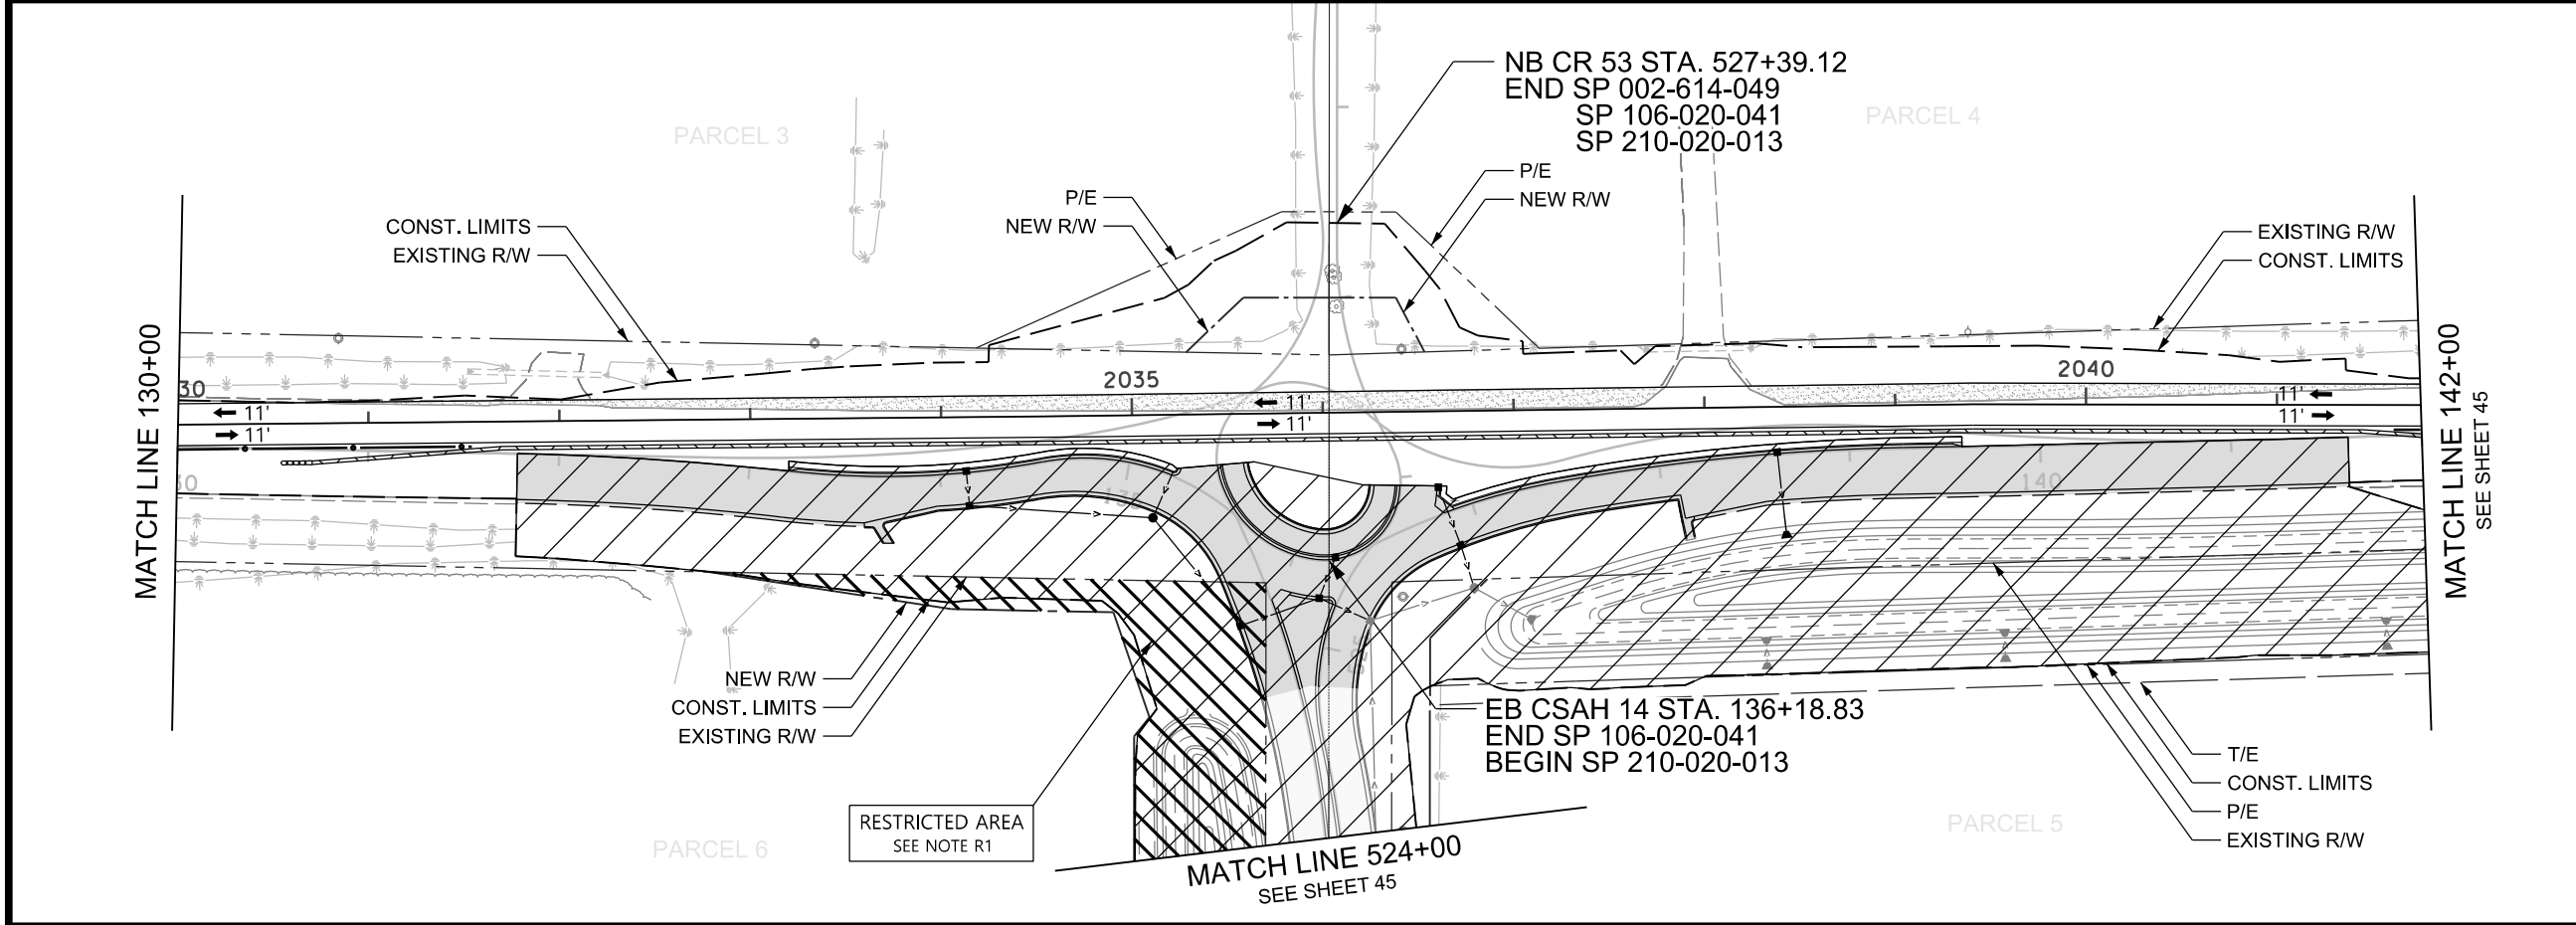 NB CR 53 STA. 527+39.12
END SP 002-614-049
SP 106-020-041
SP 210-020-013
PARCEL 3
PARCEL 4
P/E
NEW R/W
P/E
NEW R/W
CONST. LIMITS
EXISTING R/W
EXISTING R/W
CONST. LIMITS
MATCH LINE 130+00
MATCH LINE 142+00
SEE SHEET 45
30
2035
2040
11'
11'
11'
11'
11'
11'
30
135
140
525
NEW R/W
CONST. LIMITS
EXISTING R/W
EB CSAH 14 STA. 136+18.83
END SP 106-020-041
BEGIN SP 210-020-013
T/E
CONST. LIMITS
P/E
EXISTING R/W
RESTRICTED AREA
SEE NOTE R1
PARCEL 6
PARCEL 5
MATCH LINE 524+00
SEE SHEET 45